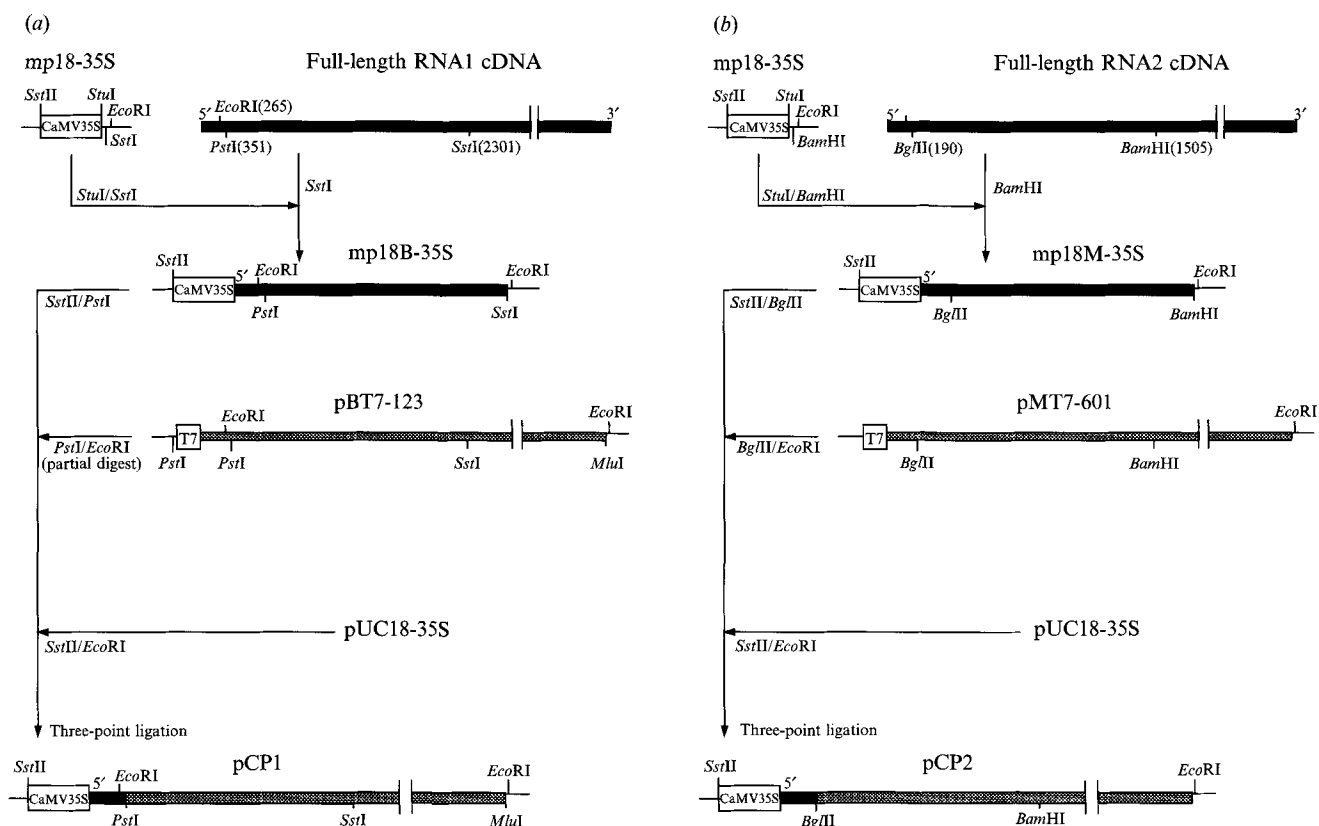 (a)
mp18-35S
Full-length RNA1 cDNA
SstII
StuI
EcoRI
CaMV35S
SstI
5′
EcoRI(265)
3′
PstI(351)
SstI(2301)
StuI/SstI
SstI
mp18B-35S
SstII
5′
EcoRI
EcoRI
CaMV35S
SstII/PstI
PstI
SstI
pBT7-123
EcoRI
EcoRI
T7
PstI/EcoRI
(partial digest)
PstI
PstI
SstI
MluI
pUC18-35S
SstII/EcoRI
Three-point ligation
pCP1
SstII
5′
EcoRI
EcoRI
CaMV35S
PstI
SstI
MluI
(b)
mp18-35S
Full-length RNA2 cDNA
SstII
StuI
EcoRI
CaMV35S
BamHI
5′
3′
BglII(190)
BamHI(1505)
StuI/BamHI
BamHI
mp18M-35S
SstII
5′
EcoRI
CaMV35S
SstII/BglII
BglII
BamHI
pMT7-601
EcoRI
T7
BglII/EcoRI
BglII
BamHI
pUC18-35S
SstII/EcoRI
Three-point ligation
pCP2
SstII
5′
EcoRI
CaMV35S
BglII
BamHI